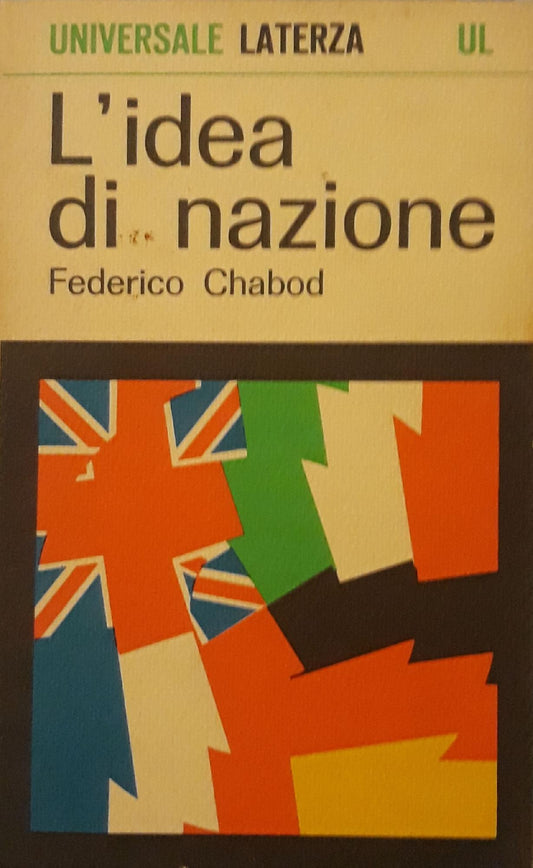 UNIVERSALE LATERZA UL
L'idea
di nazione
Federico Chabod